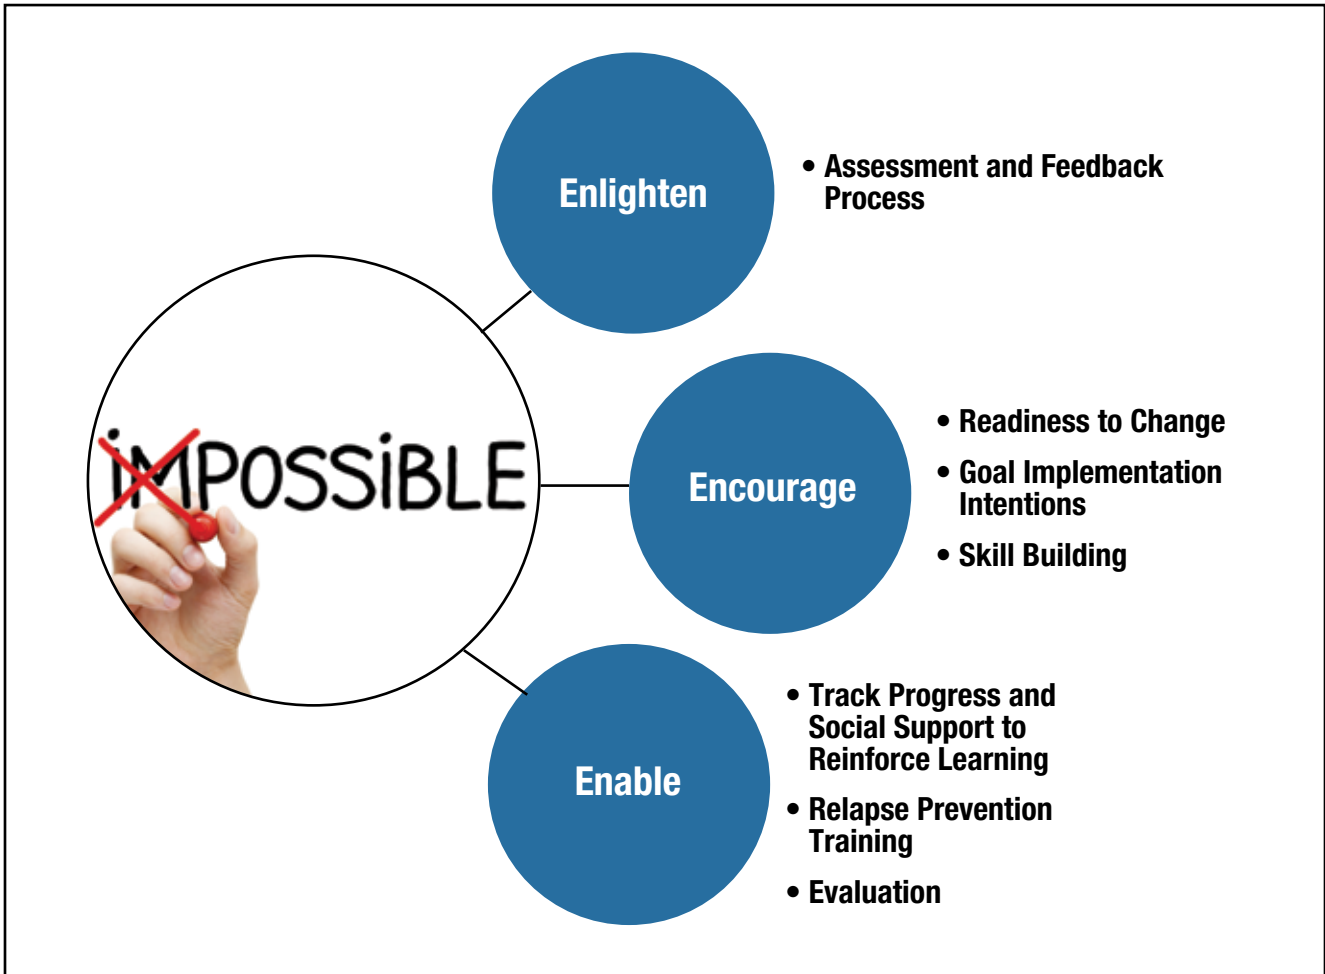 Enlighten
• Assessment and Feedback
Process
iMPOSSiBLE
Encourage
• Readiness to Change
• Goal Implementation
Intentions
• Skill Building
Enable
• Track Progress and
Social Support to
Reinforce Learning
• Relapse Prevention
Training
• Evaluation